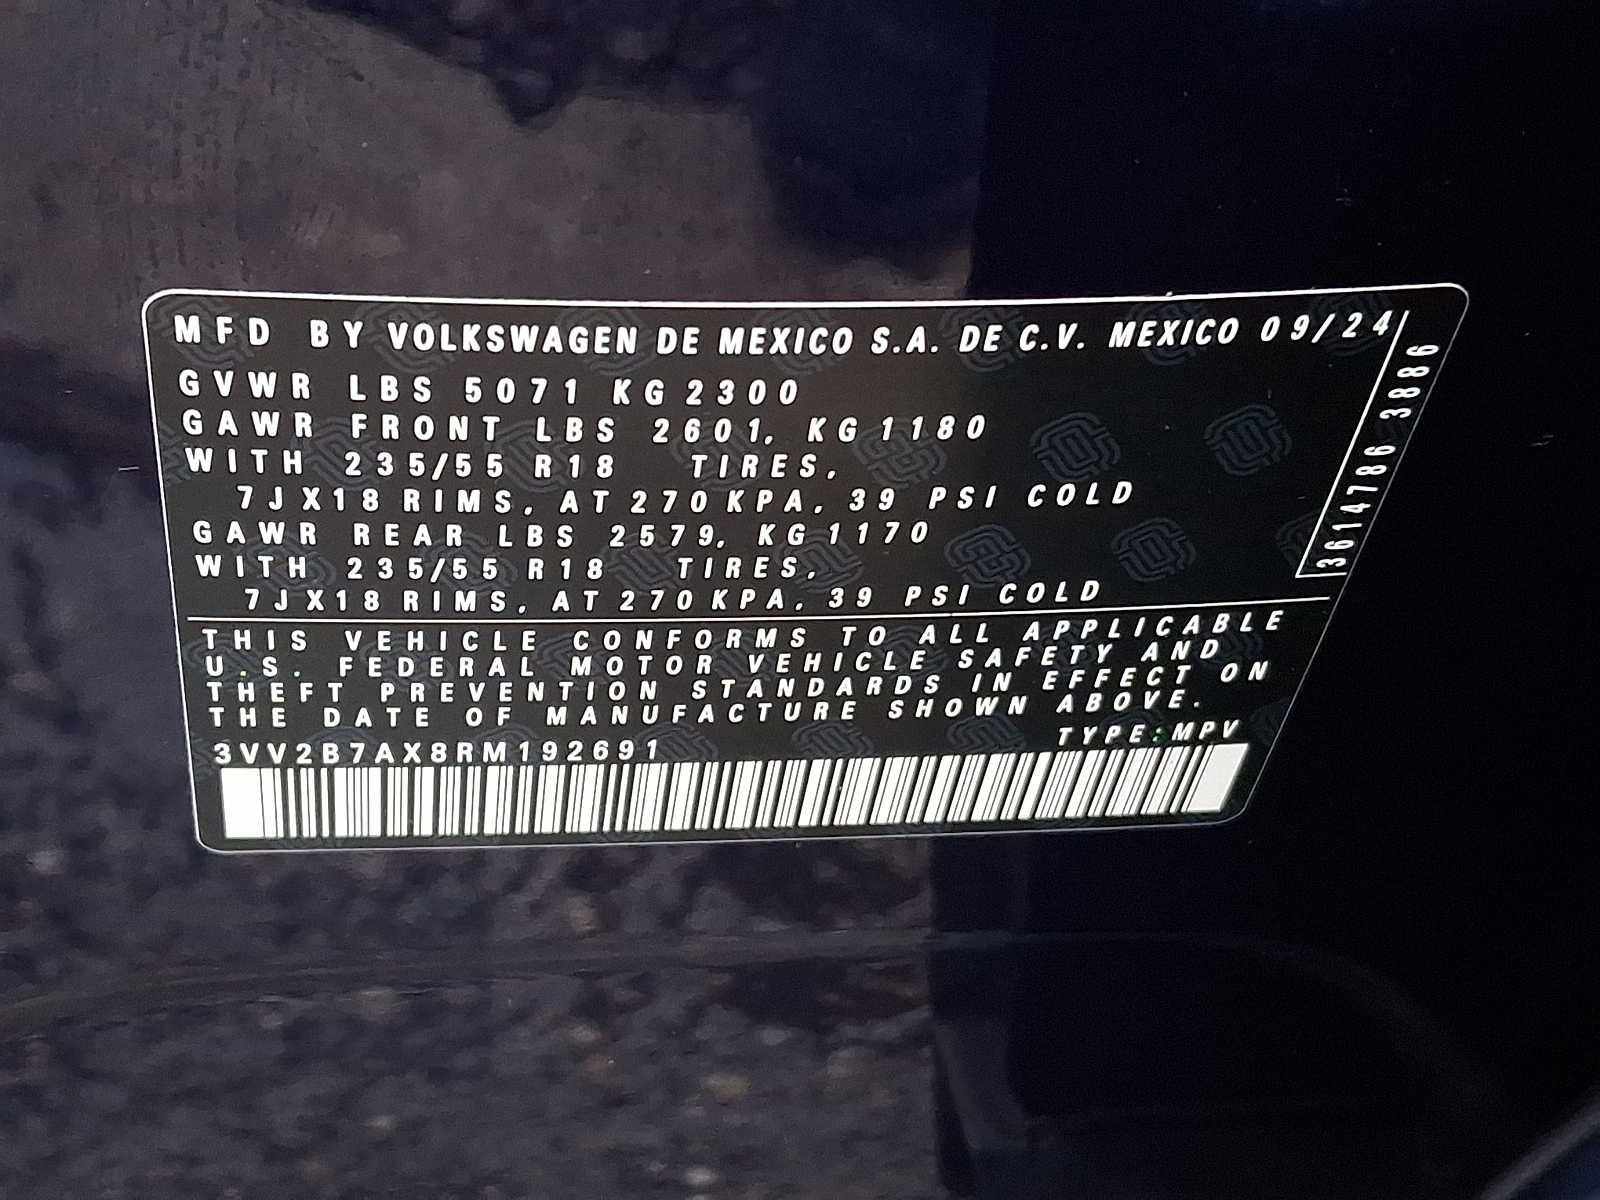 MFD BY VOLKSWAGEN DE MEXICO S.A. DE C.V. MEXICO 09/24
GVWR LBS 5071 KG 2300
GAWR FRONT LBS 2601, KG 1180
WITH 235/55 R18 TIRES,
7JX18 RIMS, AT 270 KPA, 39 PSI COLD
GAWR REAR LBS 2579, KG 1170
WITH 235/55 R18 TIRES,
7JX18 RIMS, AT 270 KPA, 39 PSI COLD
3614786 3886
THIS VEHICLE CONFORMS TO ALL APPLICABLE
U.S. FEDERAL MOTOR VEHICLE SAFETY AND
THEFT PREVENTION STANDARDS IN EFFECT ON
THE DATE OF MANUFACTURE SHOWN ABOVE.
3VV2B7AX8RM192691 TYPE:MPV